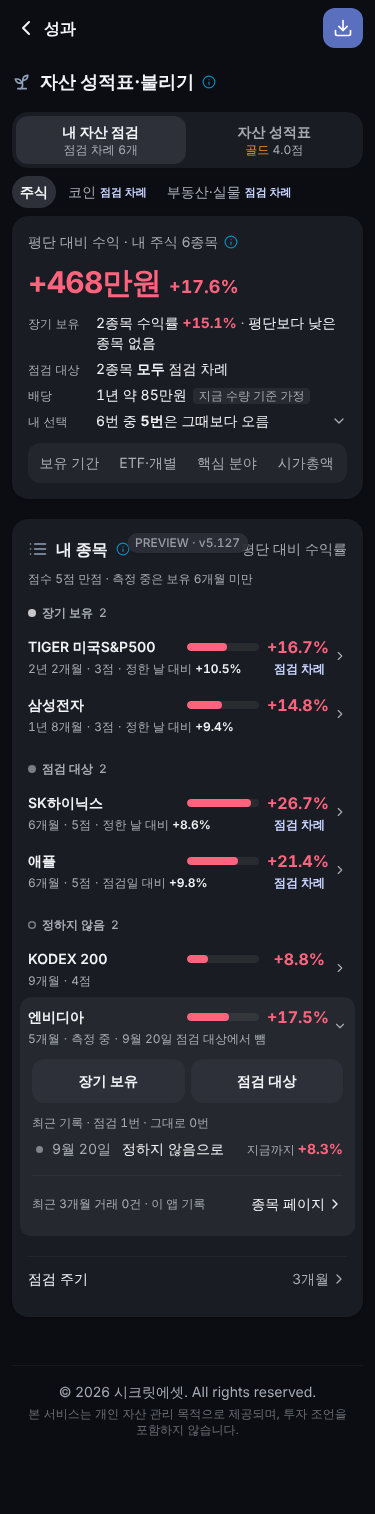 성과
자산 성적표·불리기
내 자산 점검
점검 차례 6개
자산 성적표
골드 4.0점
주식 코인 점검 차례 부동산·실물 점검 차례
평단 대비 수익 · 내 주식 6종목
+468만원 +17.6%
장기 보유 2종목 수익률 +15.1% · 평단보다 낮은
종목 없음
점검 대상 2종목 모두 점검 차례
배당 1년 약 85만원 지금 수량 기준 가정
내 선택 6번 중 5번은 그때보다 오름
보유 기간 ETF·개별 핵심 분야 시가총액
PREVIEW · v5.127
내 종목 평단 대비 수익률
점수 5점 만점 · 측정 중은 보유 6개월 미만
장기 보유 2
TIGER 미국S&P500 +16.7%
2년 2개월 · 3점 · 정한 날 대비 +10.5% 점검 차례
삼성전자 +14.8%
1년 8개월 · 3점 · 정한 날 대비 +9.4%
점검 대상 2
SK하이닉스 +26.7%
6개월 · 5점 · 정한 날 대비 +8.6% 점검 차례
애플 +21.4%
6개월 · 5점 · 점검일 대비 +9.8% 점검 차례
정하지 않음 2
KODEX 200 +8.8%
9개월 · 4점
엔비디아 +17.5%
5개월 · 측정 중 · 9월 20일 점검 대상에서 뺌
장기 보유 점검 대상
최근 기록 · 점검 1번 · 그대로 0번
9월 20일 정하지 않음으로 지금까지 +8.3%
최근 3개월 거래 0건 · 이 앱 기록 종목 페이지
점검 주기 3개월
© 2026 시크릿에셋. All rights reserved.
본 서비스는 개인 자산 관리 목적으로 제공되며, 투자 조언을
포함하지 않습니다.